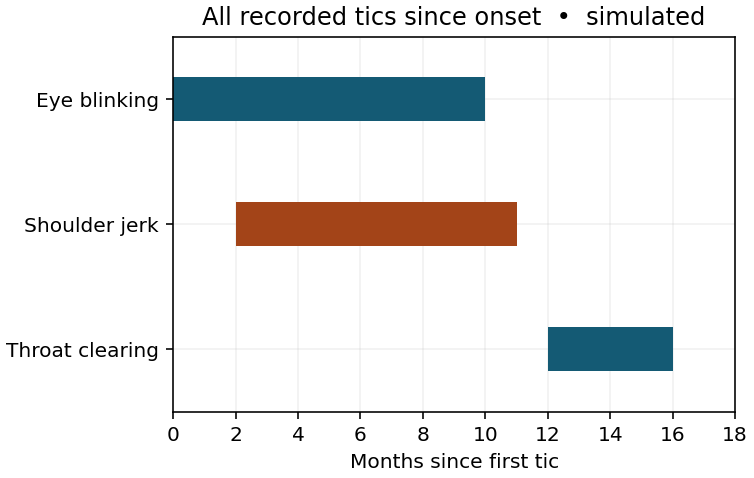 All recorded tics since onset • simulated
Eye blinking
Shoulder jerk
Throat clearing
0 2 4 6 8 10 12 14 16 18
Months since first tic